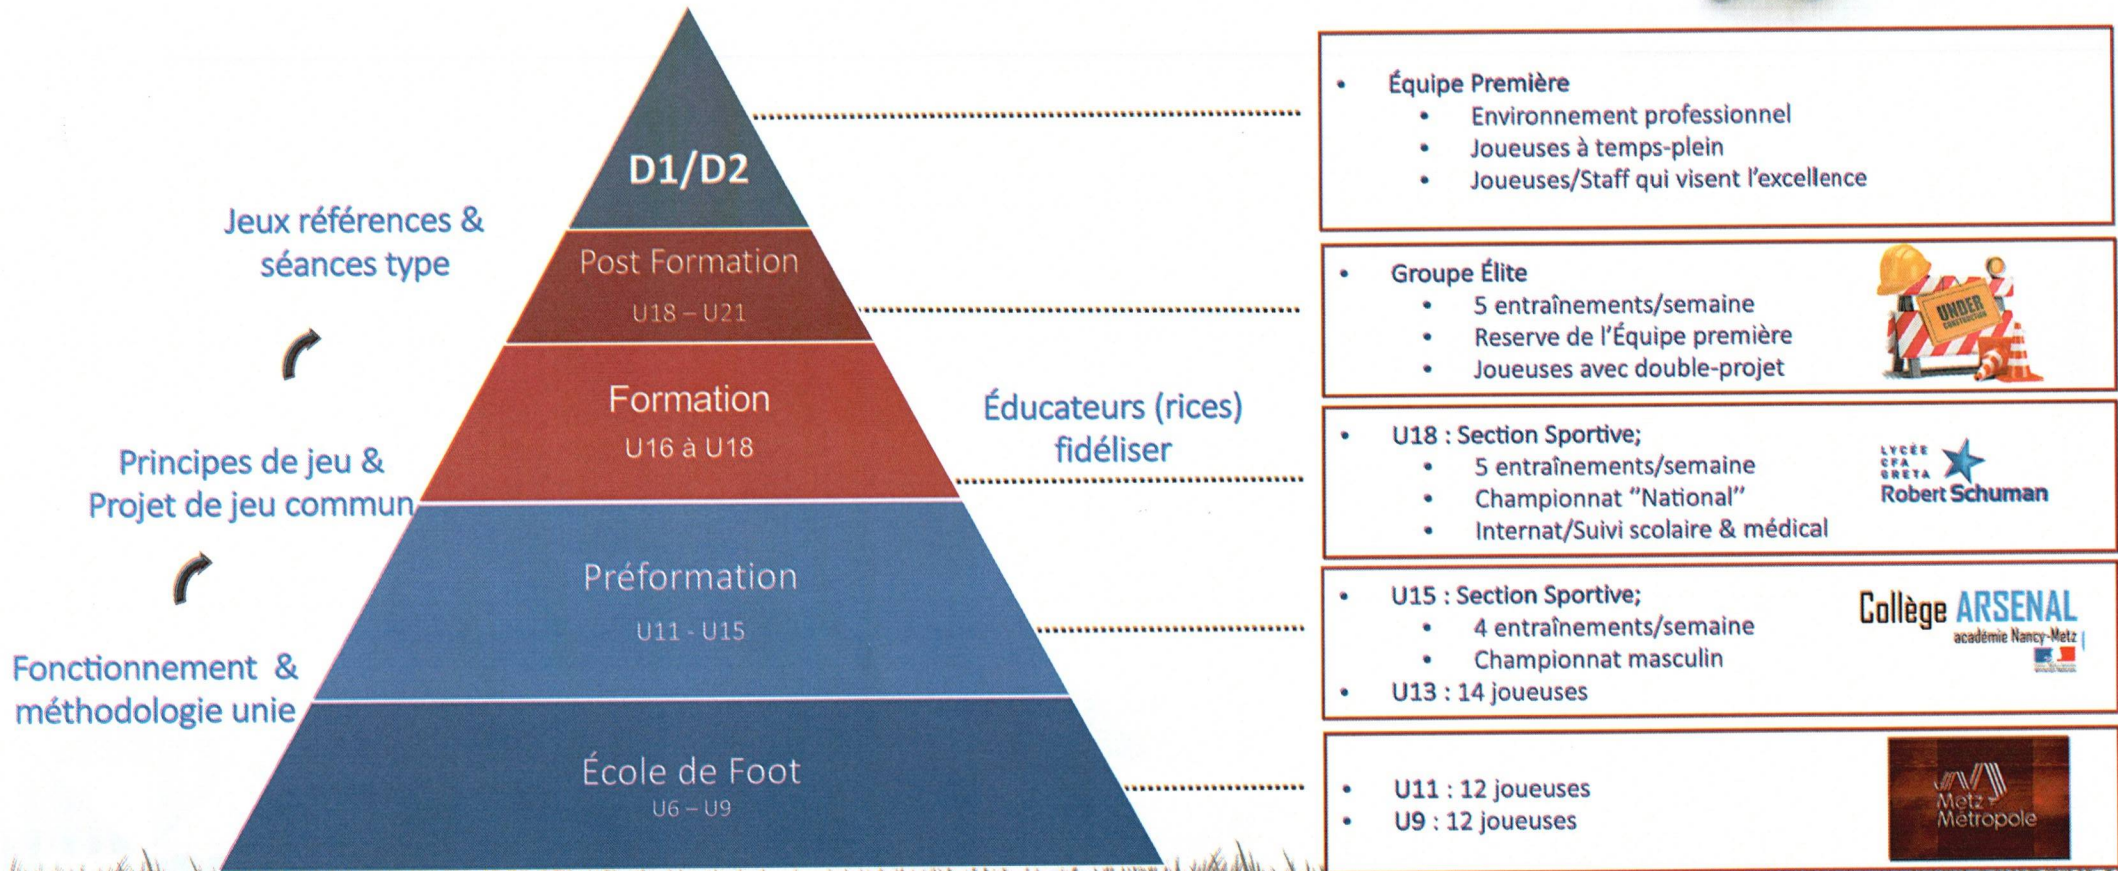 D1/D2
Post Formation
U18 – U21
Formation
U16 à U18
Préformation
U11 - U15
École de Foot
U6 – U9
Jeux références &
séances type
Principes de jeu &
Projet de jeu commun
Fonctionnement &
méthodologie unie
Éducateurs (rices)
fidéliser
• Équipe Première
• Environnement professionnel
• Joueuses à temps-plein
• Joueuses/Staff qui visent l'excellence
• Groupe Élite
• 5 entraînements/semaine
• Reserve de l'Équipe première
• Joueuses avec double-projet
UNDER
CONSTRUCTION
• U18 : Section Sportive;
• 5 entraînements/semaine
• Championnat "National"
• Internat/Suivi scolaire & médical
LYCÉE
CFA
GRETA
Robert Schuman
• U15 : Section Sportive;
• 4 entraînements/semaine
• Championnat masculin
• U13 : 14 joueuses
Collège ARSENAL
académie Nancy-Metz
• U11 : 12 joueuses
• U9 : 12 joueuses
Metz
Métropole